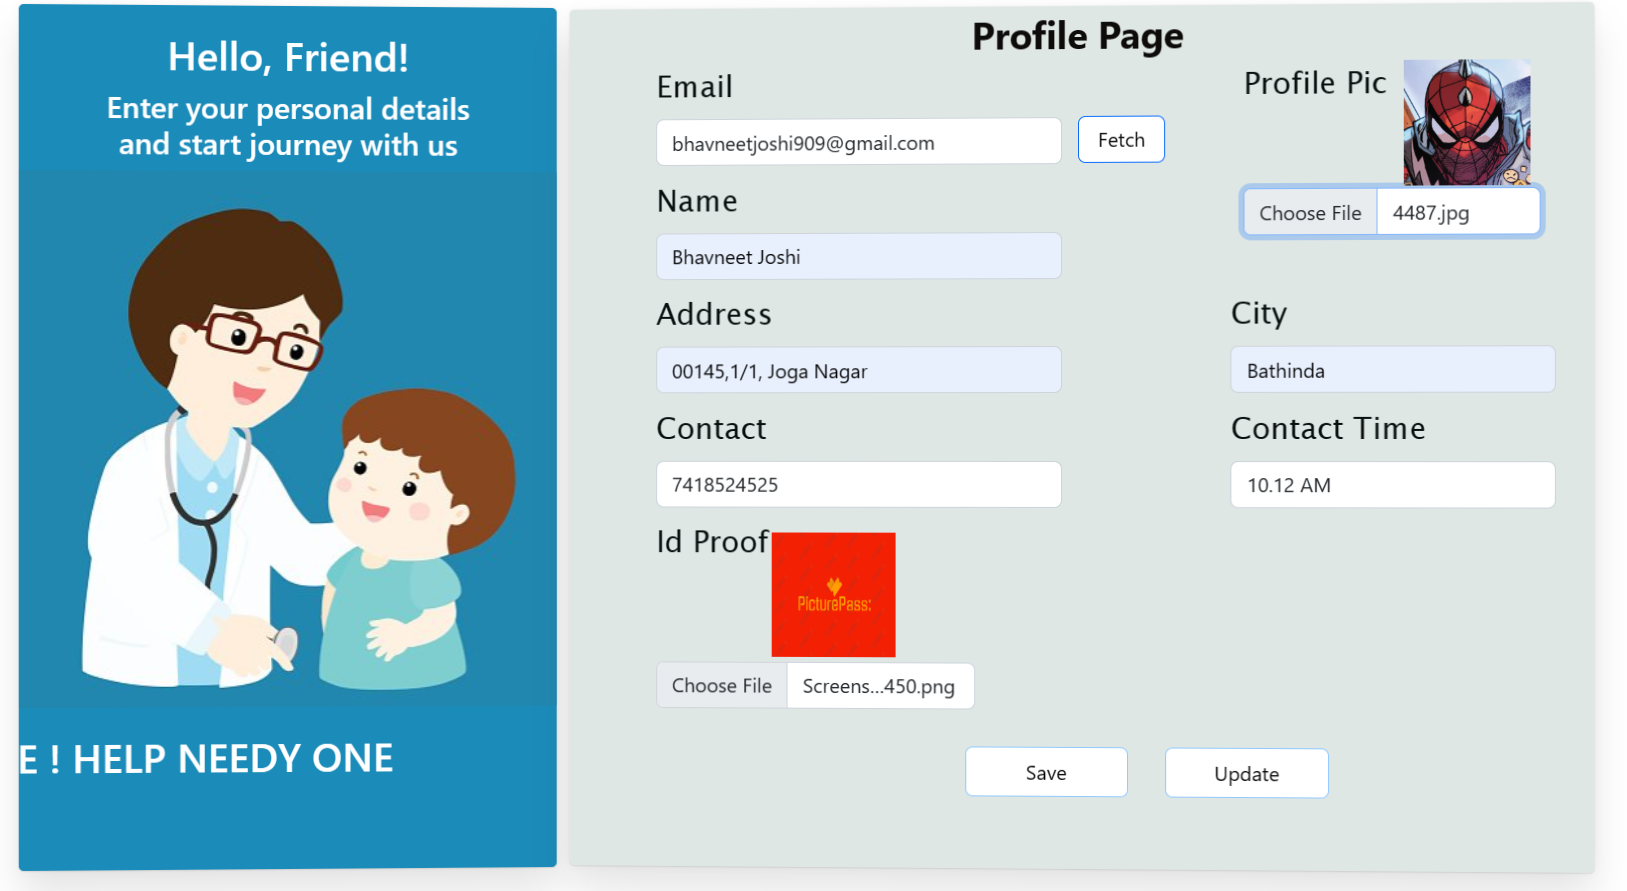 Hello, Friend!
Enter your personal details
and start journey with us
E ! HELP NEEDY ONE
Profile Page
Email
bhavneetjoshi909@gmail.com
Fetch
Profile Pic
Choose File 4487.jpg
Name
Bhavneet Joshi
Address
00145,1/1, Joga Nagar
City
Bathinda
Contact
7418524525
Contact Time
10.12 AM
Id Proof
PicturePass:
Choose File Screens...450.png
Save
Update